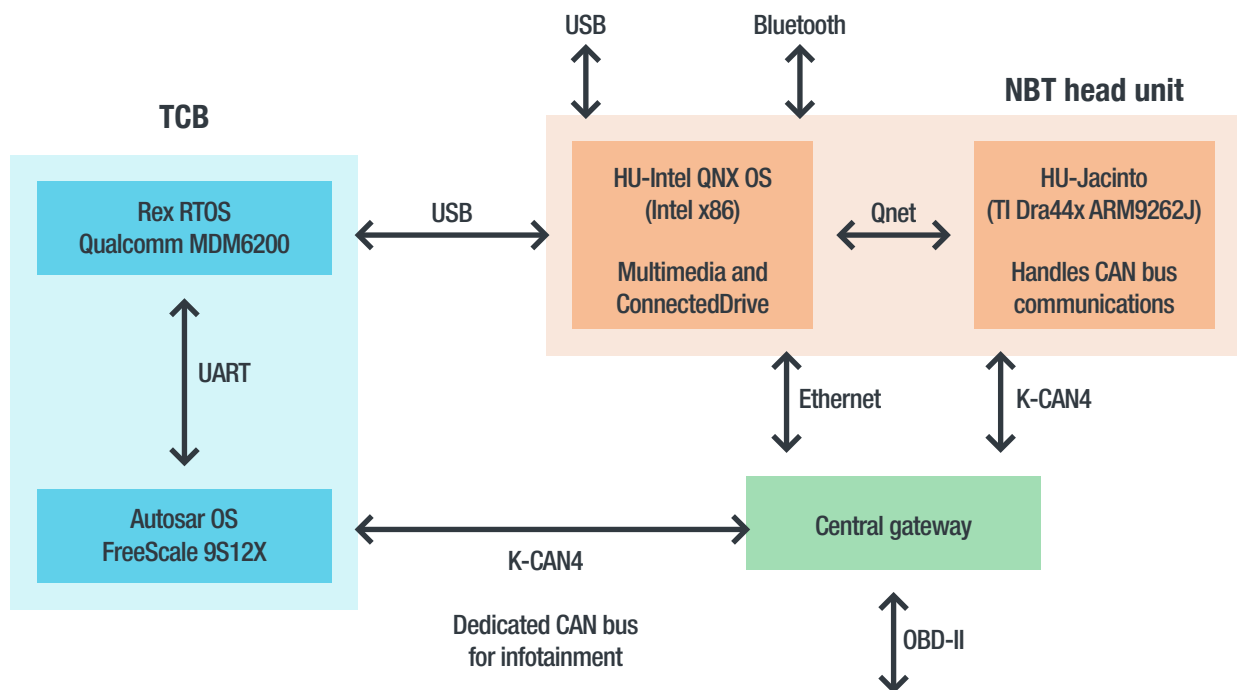 USB
Bluetooth
NBT head unit
TCB
Rex RTOS
Qualcomm MDM6200
USB
HU-Intel QNX OS
(Intel x86)
Multimedia and
ConnectedDrive
Qnet
HU-Jacinto
(TI Dra44x ARM9262J)
Handles CAN bus
communications
UART
Ethernet
K-CAN4
Autosar OS
FreeScale 9S12X
K-CAN4
Central gateway
Dedicated CAN bus
for infotainment
OBD-II